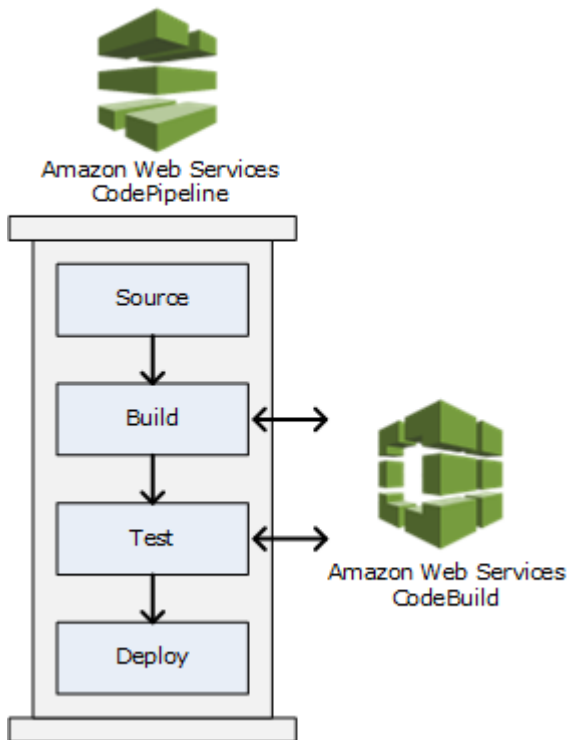 Amazon Web Services
CodePipeline
Source
Build
Test
Amazon Web Services
CodeBuild
Deploy